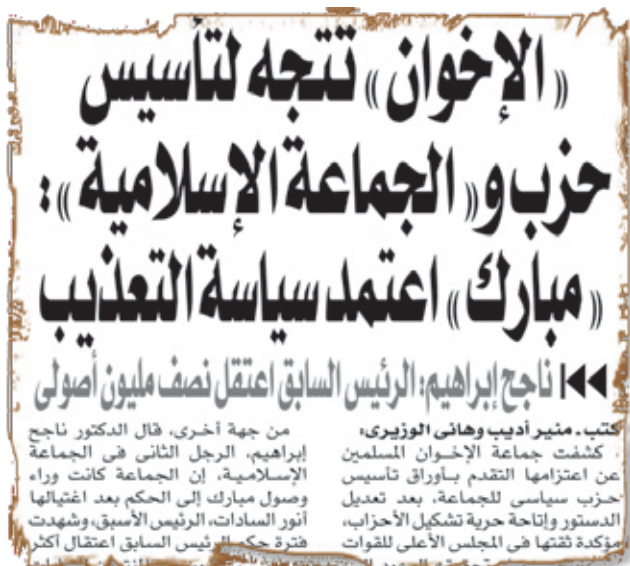 «الإخوان» تتجه لتأسيس
حزب و«الجماعة الإسلامية»:
«مبارك» اعتمد سياسة التعذيب
ناجح إبراهيم: الرئيس السابق اعتقل نصف مليون أصولى
كتب ـ منير أديب وهانى الوزيرى:
كشفت جماعة الإخــوان المسلمين
عن اعتزامها التقدم بـأوراق تأسيس
حـزب سياسى للجماعة، بعد تعديل
الدستور وإتاحة حرية تشكيل الأحزاب،
مؤكدة ثقتها فى المجلس الأعلى للقوات
من جهة أخرى، قال الدكتور ناجح
إبراهيم، الرجل الثانى فى الجماعة
الإسـلامـيـة، إن الجماعة كانت وراء
وصول مبارك إلى الحكم بعد اغتيالها
أنور السادات، الرئيس الأسبق، وشهدت
فترة حكم الرئيس السابق اعتقال أكثر